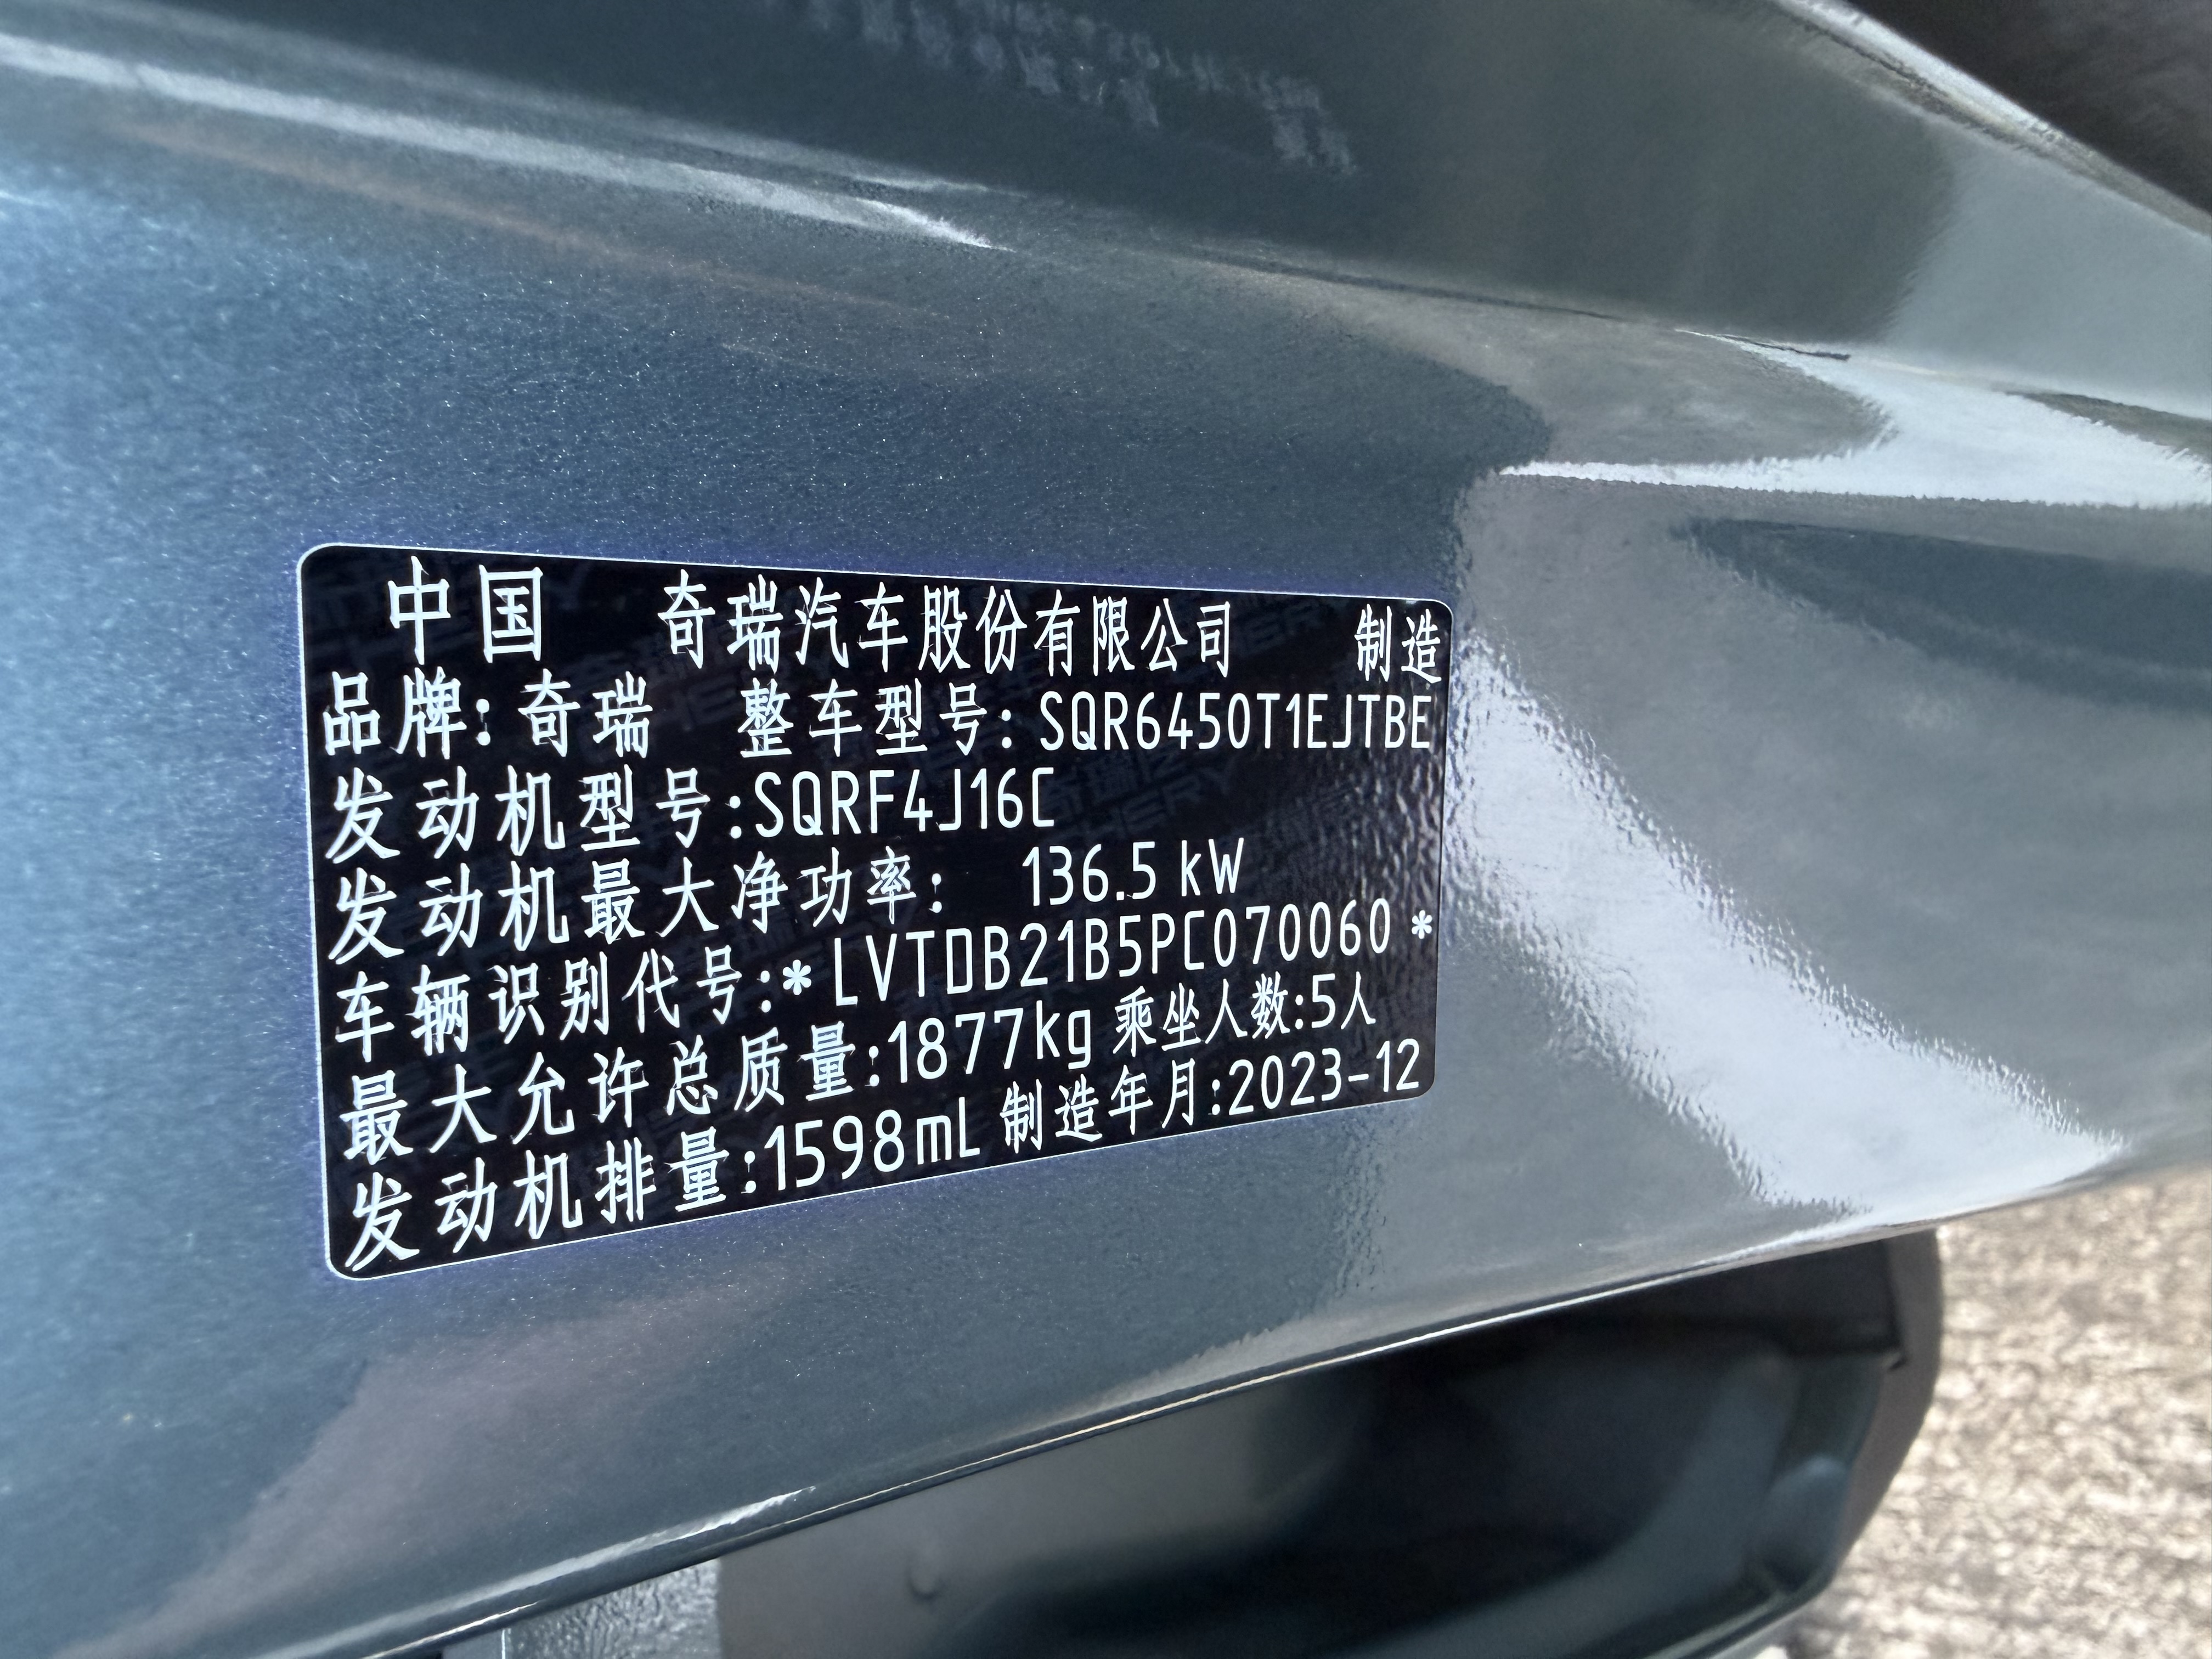 中国 奇瑞汽车股份有限公司 制造
品牌: 奇瑞 整车型号: SQR6450T1EJTBE
发动机型号:SQRF4J16C
发动机最大净功率: 136.5 kW
车辆识别代号:* LVTDB21B5PC070060 *
最大允许总质量:1877kg 乘坐人数:5人
发动机排量:1598mL 制造年月:2023-12